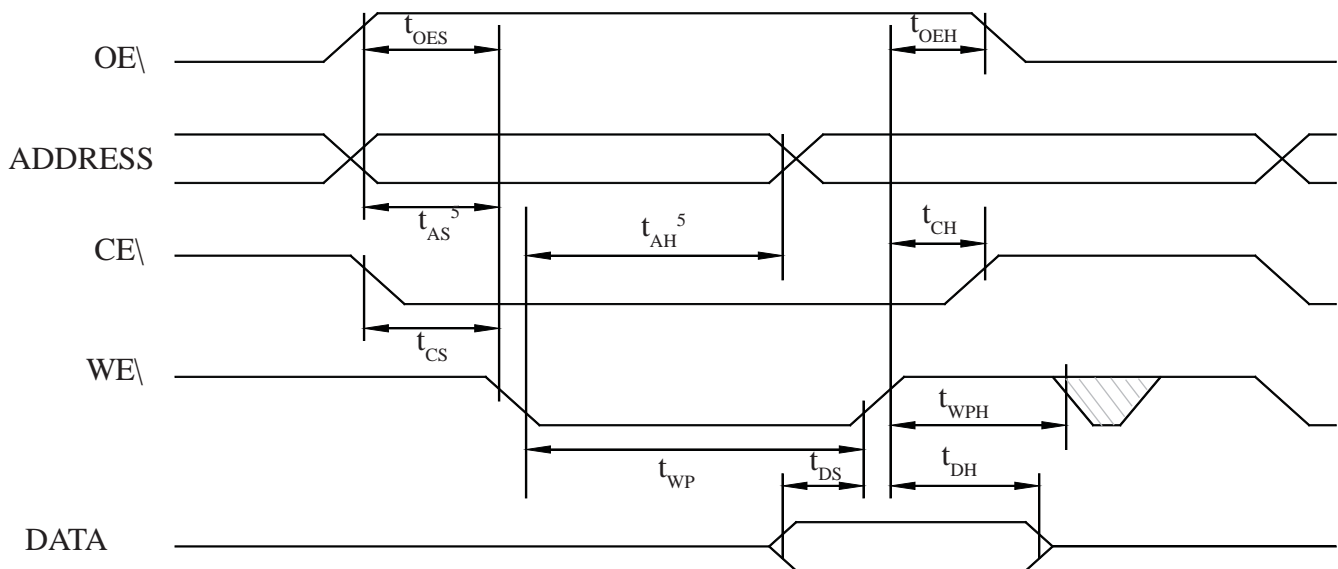 t_OES
t_OEH
OE\
ADDRESS
t_AS^5
t_AH^5
t_CH
CE\
t_CS
WE\
t_WPH
t_WP
t_DS
t_DH
DATA